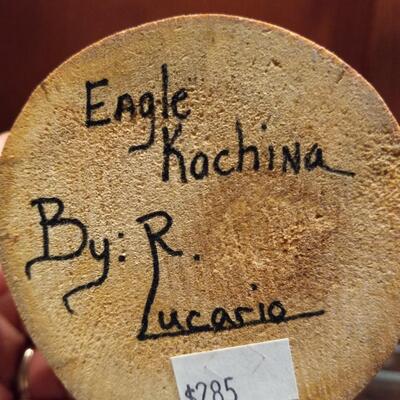 Eagle
Kachina
By: R.
Lucario
$285